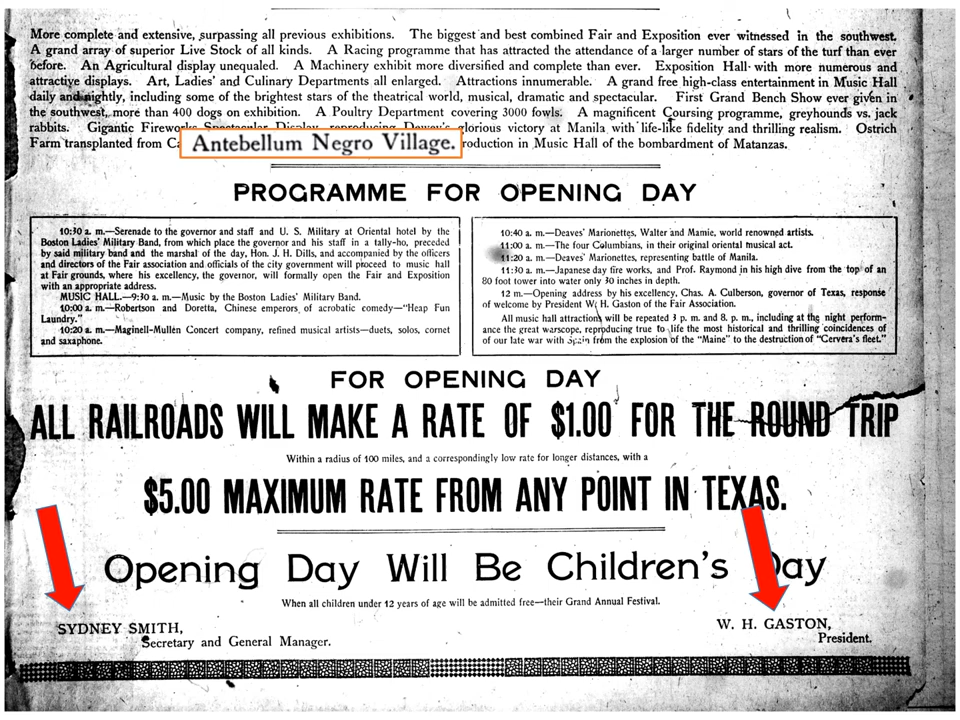 More complete and extensive, surpassing all previous exhibitions. The biggest and best combined Fair and Exposition ever witnessed in the southwest.
A grand array of superior Live Stock of all kinds. A Racing programme that has attracted the attendance of a larger number of stars of the turf than ever
before. An Agricultural display unequaled. A Machinery exhibit more diversified and complete than ever. Exposition Hall with more numerous and
attractive displays. Art, Ladies' and Culinary Departments all enlarged. Attractions innumerable. A grand free high-class entertainment in Music Hall
daily and nightly, including some of the brightest stars of the theatrical world, musical, dramatic and spectacular. First Grand Bench Show ever given in
the southwest, more than 400 dogs on exhibition. A Poultry Department covering 3000 fowls. A magnificent Coursing programme, greyhounds vs. jack
rabbits. Gigantic Fireworks Spectacular Display, reproducing Dewey's glorious victory at Manila with life-like fidelity and thrilling realism. Ostrich
Farm transplanted from Antebellum Negro Village. in Music Hall of the bombardment of Matanzas.
PROGRAMME FOR OPENING DAY
10:30 a. m.—Serenade to the governor and staff and U. S. Military at Oriental hotel by the
Boston Ladies' Military Band, from which place the governor and his staff in a tally-ho, preceded
by said military band and the marshal of the day, Hon. J. H. Dills, and accompanied by the officers
and directors of the Fair association and officials of the city government will proceed to music hall
at Fair grounds, where his excellency, the governor, will formally open the Fair and Exposition
with an appropriate address.
MUSIC HALL.—9:30 a. m.—Music by the Boston Ladies' Military Band.
10:00 a. m.—Robertson and Doretta, Chinese emperors of acrobatic comedy—"Heap Fun
Laundry."
10:20 a. m.—Maginell-Mullen Concert company, refined musical artists—duets, solos, cornet
and saxaphone.
10:40 a. m.—Deaves' Marionettes, Walter and Mamie, world renowned artists.
11:00 a. m.—The four Columbians, in their original oriental musical act.
11:20 a. m.—Deaves' Marionettes, representing battle of Manila.
11:30 a. m.—Japanese day fire works, and Prof. Raymond in his high dive from the top of an
80 foot tower into water only 30 inches in depth.
12 m.—Opening address by his excellency, Chas. A. Culberson, governor of Texas, response
of welcome by President W. H. Gaston of the Fair Association.
All music hall attractions will be repeated 3 p. m. and 8. p. m., including at the night perform-
ance the great warscope, reproducing true to life the most historical and thrilling coincidences of
of our late war with Spain from the explosion of the "Maine" to the destruction of "Cervera's fleet."
FOR OPENING DAY
ALL RAILROADS WILL MAKE A RATE OF $1.00 FOR THE ROUND TRIP
Within a radius of 100 miles, and a correspondingly low rate for longer distances, with a
$5.00 MAXIMUM RATE FROM ANY POINT IN TEXAS.
Opening Day Will Be Children's Day
When all children under 12 years of age will be admitted free—their Grand Annual Festival.
SYDNEY SMITH,
Secretary and General Manager.
W. H. GASTON,
President.